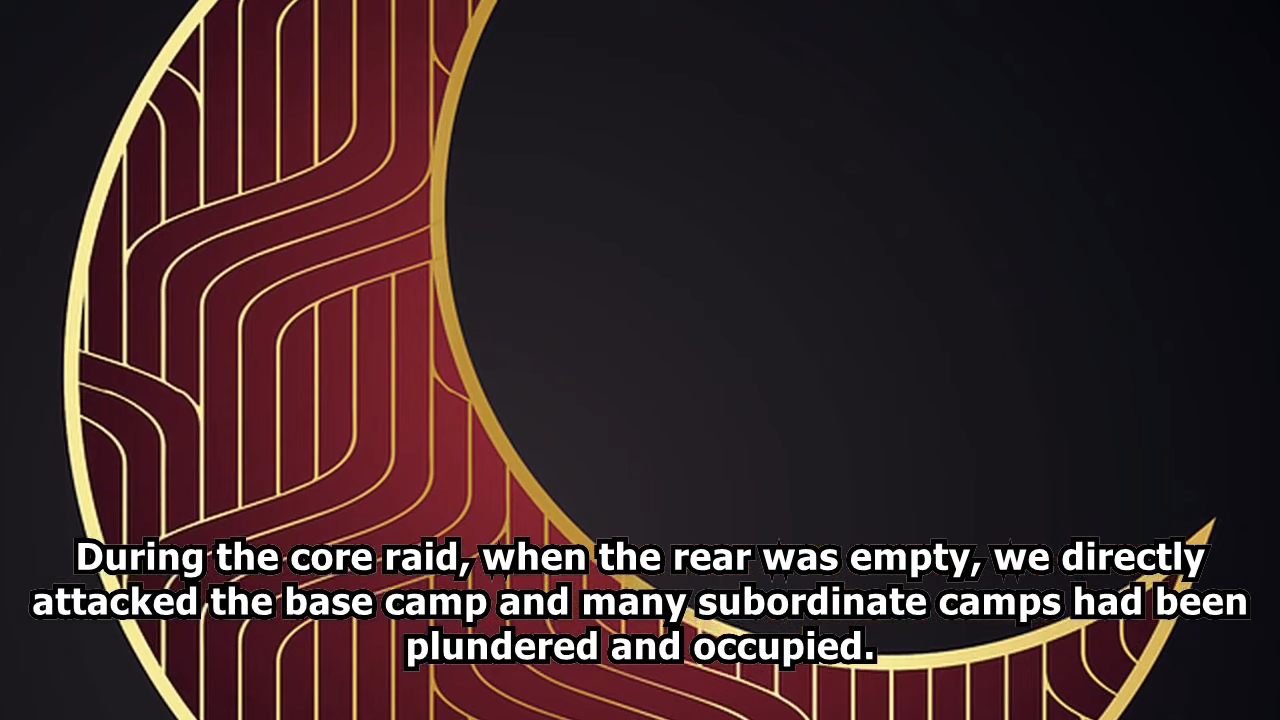 During the core raid, when the rear was empty, we directly
attacked the base camp and many subordinate camps had been
plundered and occupied.